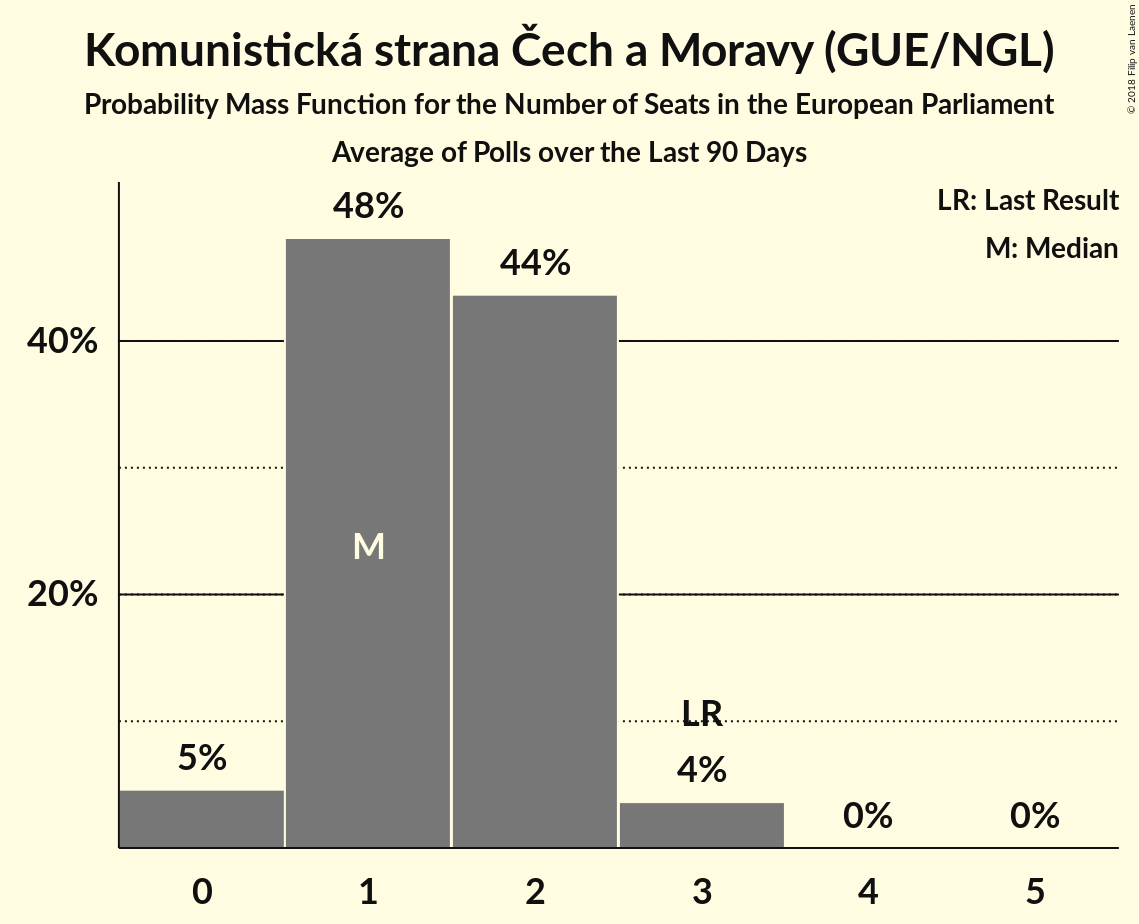 Komunistická strana Čech a Moravy (GUE/NGL)
Probability Mass Function for the Number of Seats in the European Parliament
Average of Polls over the Last 90 Days
© 2018 Filip van Laenen
LR: Last Result
M: Median
48%
44%
40%
M
20%
LR
5%
4%
0%
0%
0 1 2 3 4 5